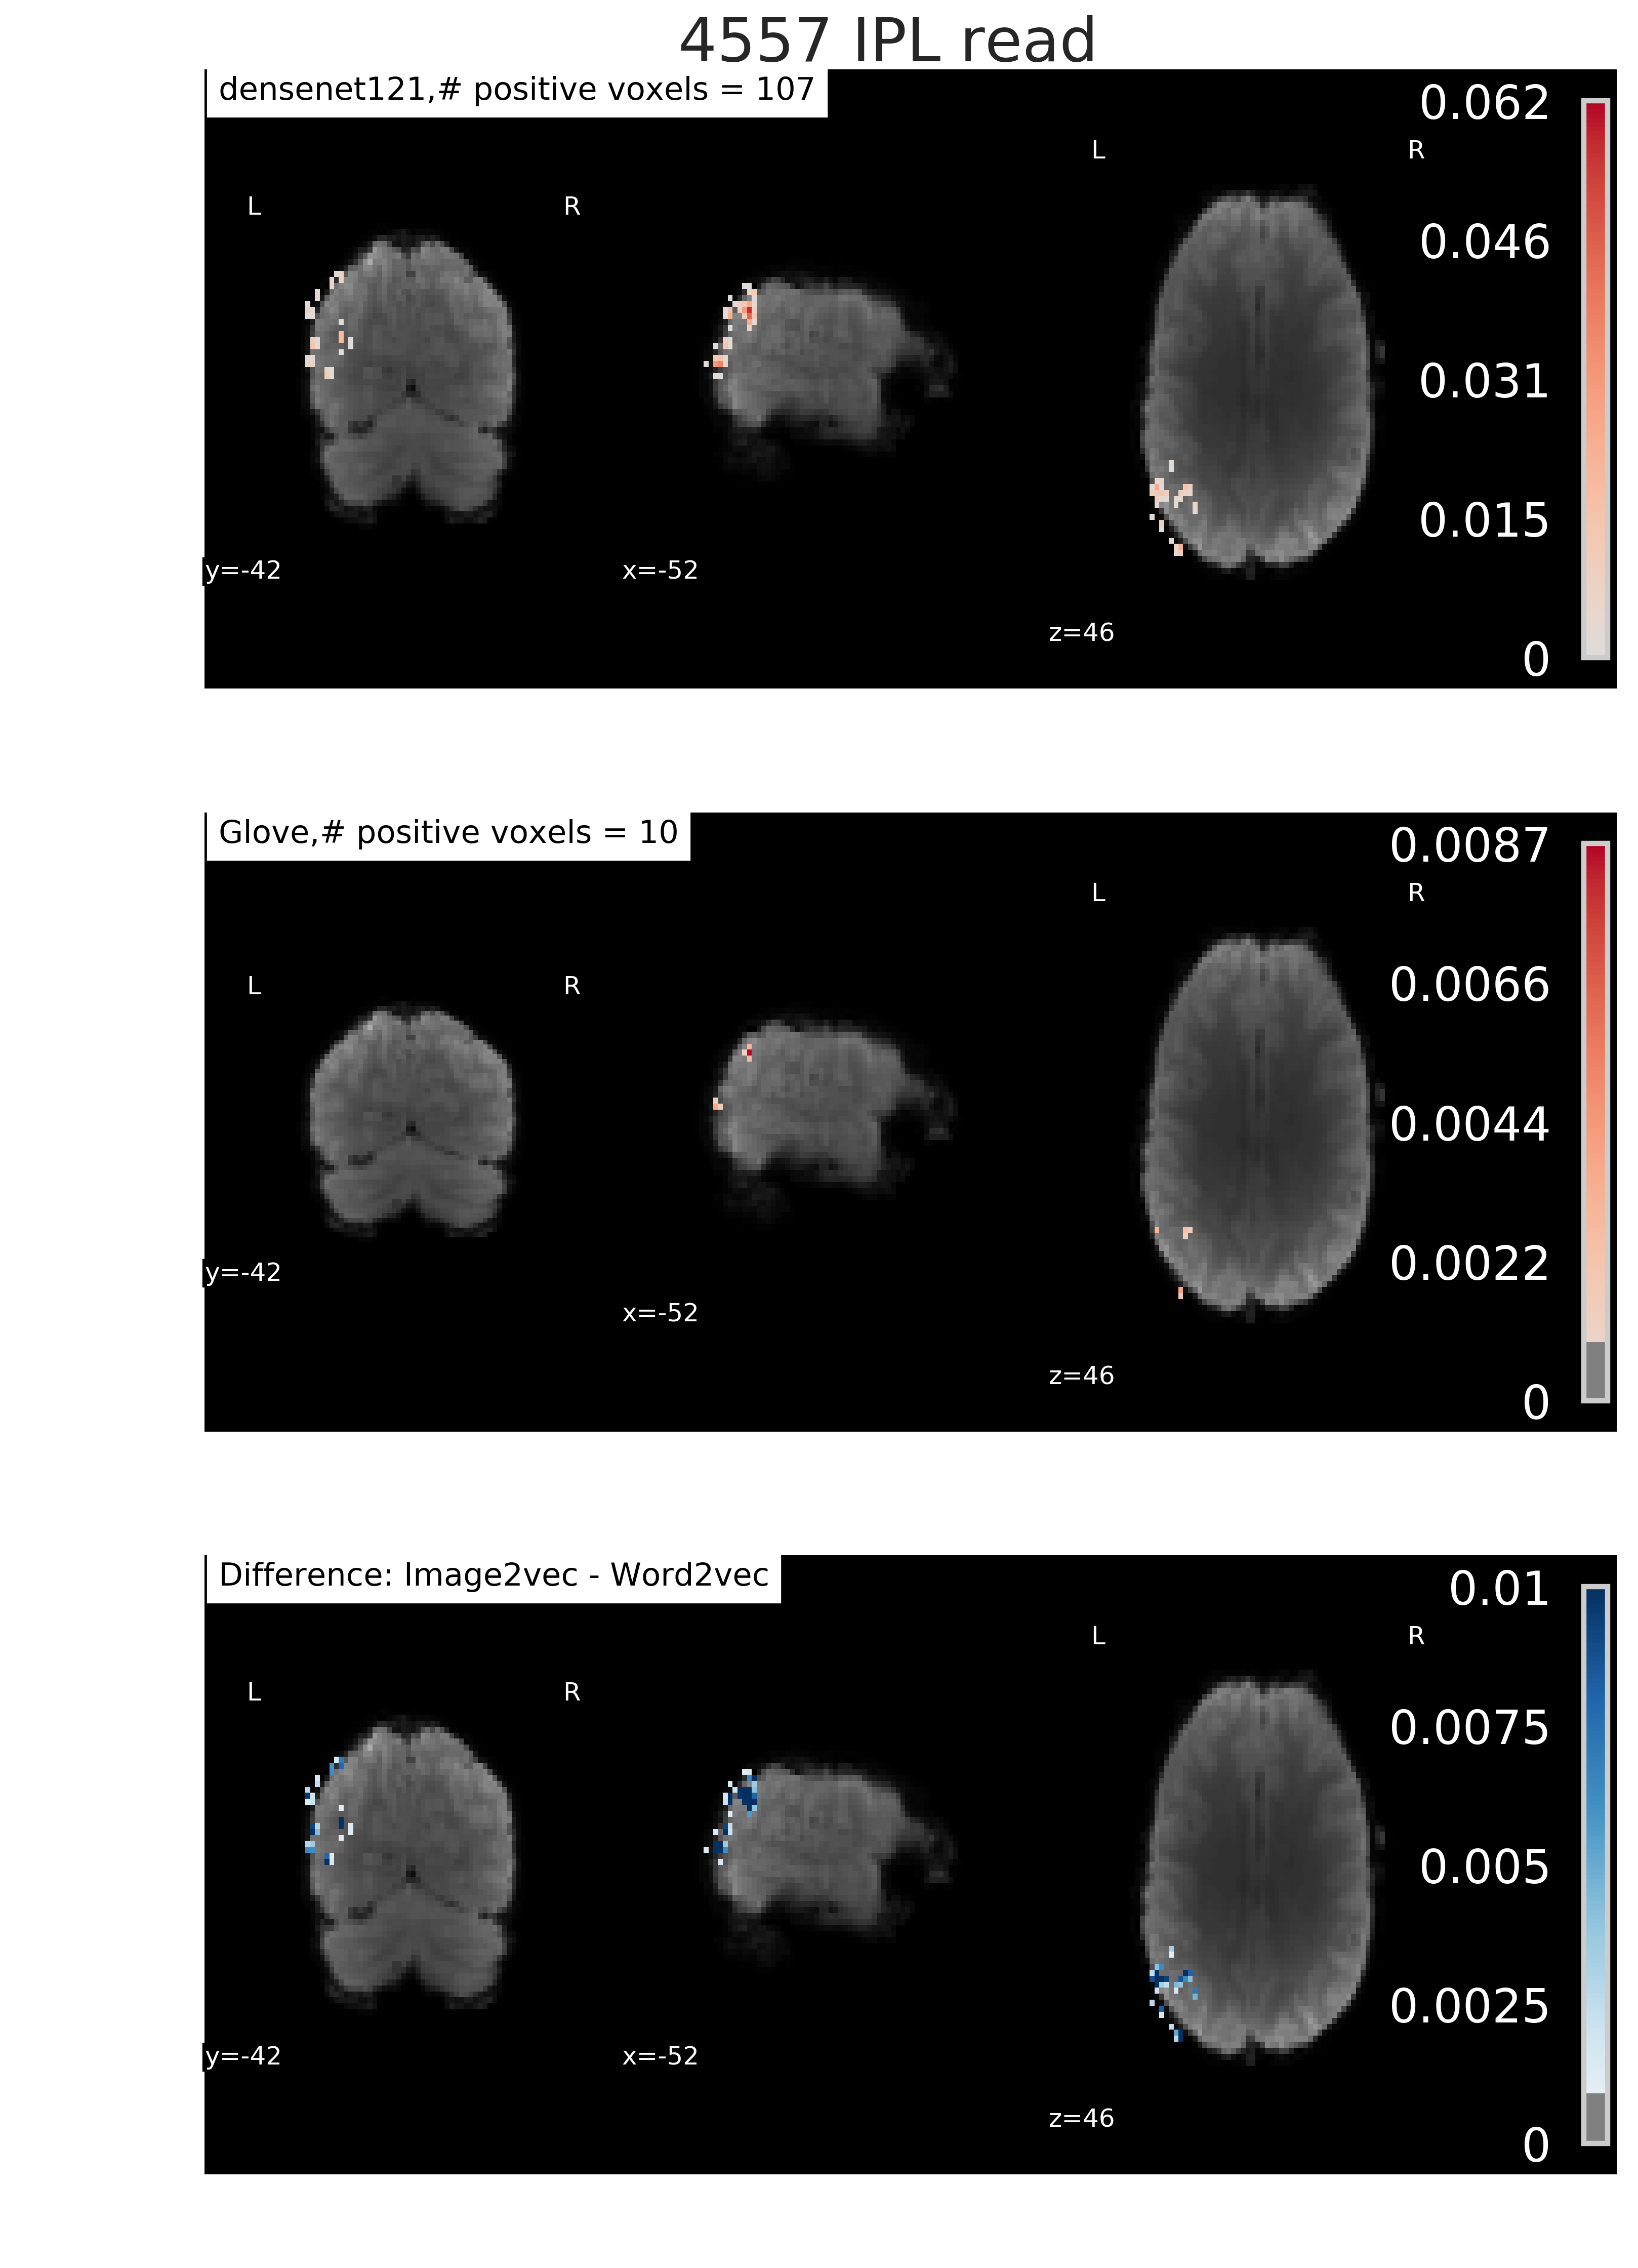 4557 IPL read
densenet121,# positive voxels = 107
0.062
L R
0.046
L R
0.031
0.015
y=-42 x=-52
z=46
0
Glove,# positive voxels = 10
0.0087
L R
0.0066
L R
0.0044
0.0022
y=-42
x=-52
z=46
0
Difference: Image2vec - Word2vec
0.01
L R
L R
0.0075
0.005
0.0025
y=-42 x=-52
z=46
0